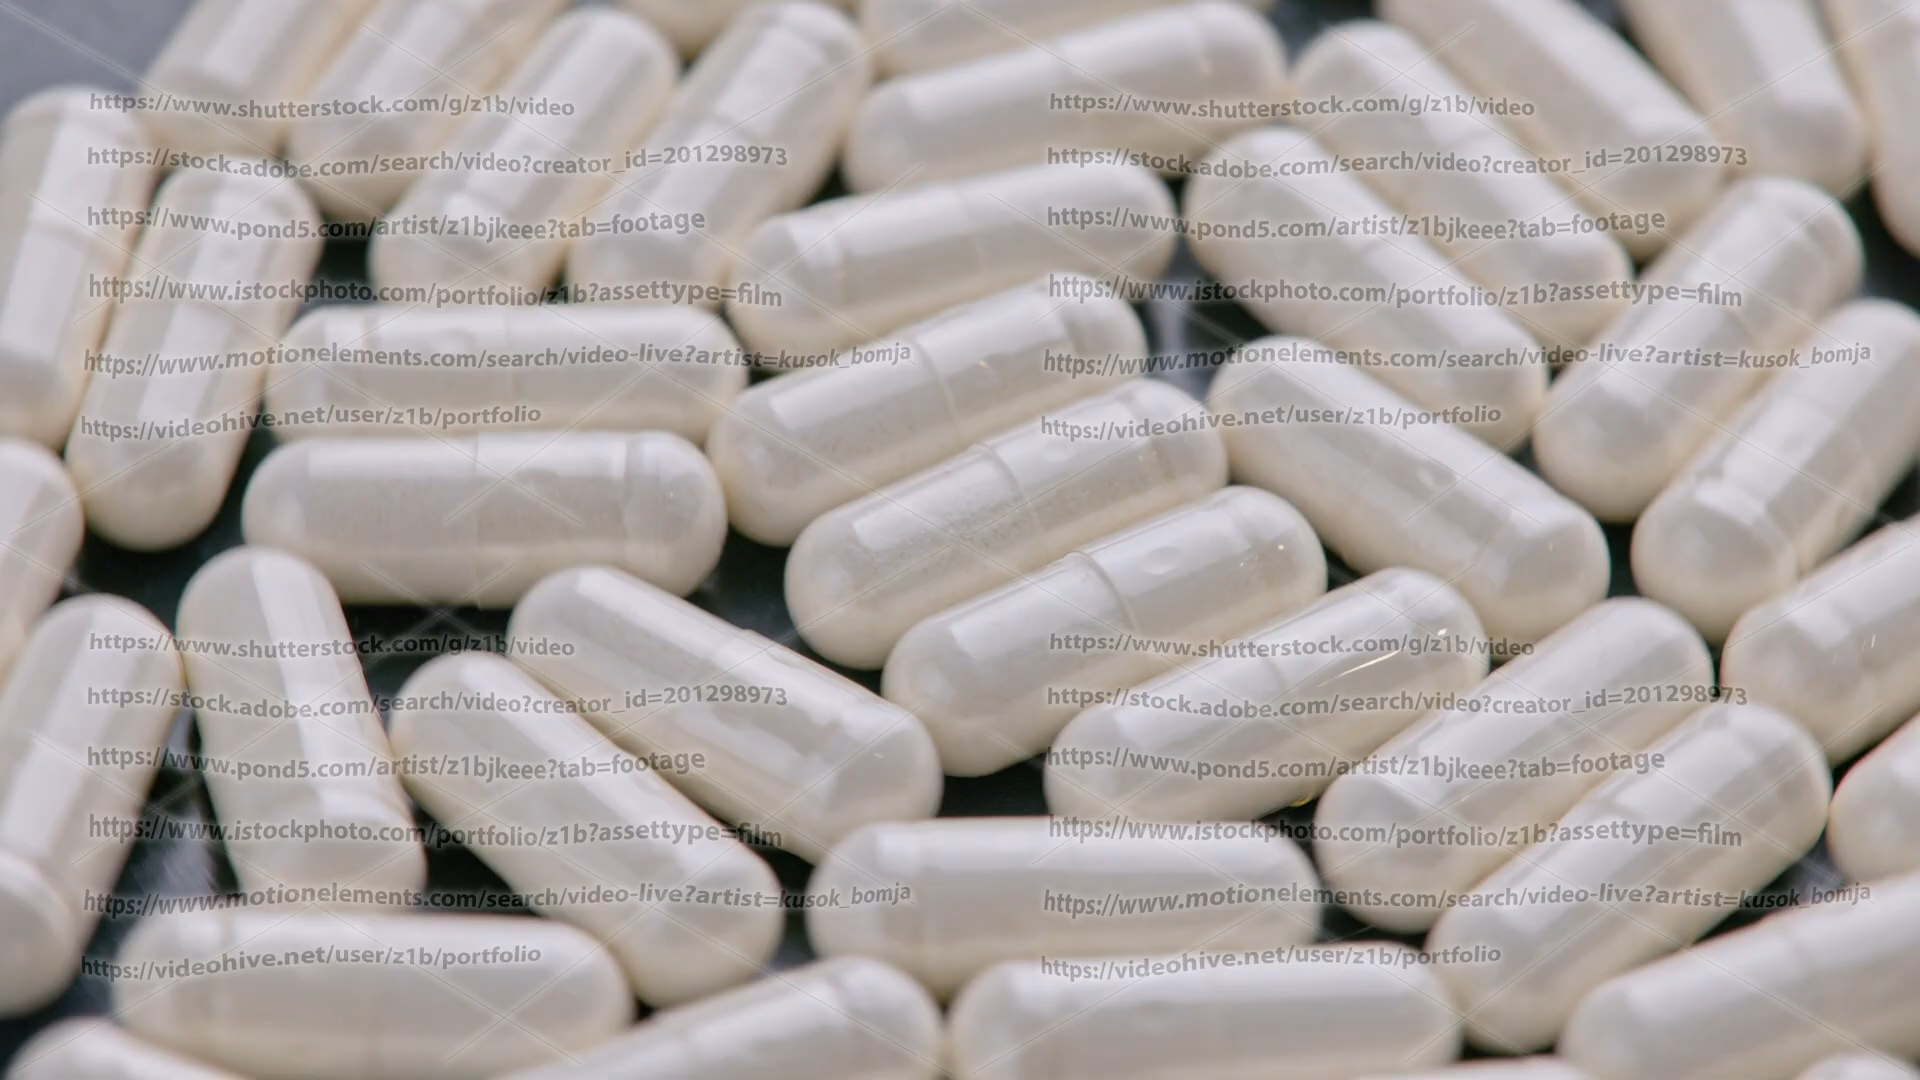 https://www.shutterstock.com/g/z1b/video
https://stock.adobe.com/search/video?creator_id=201298973
https://www.pond5.com/artist/z1bjkeee?tab=footage
https://www.istockphoto.com/portfolio/z1b?assettype=film
https://www.motionelements.com/search/video-live?artist=kusok_bomja
https://videohive.net/user/z1b/portfolio
https://www.shutterstock.com/g/z1b/video
https://stock.adobe.com/search/video?creator_id=201298973
https://www.pond5.com/artist/z1bjkeee?tab=footage
https://www.istockphoto.com/portfolio/z1b?assettype=film
https://www.motionelements.com/search/video-live?artist=kusok_bomja
https://videohive.net/user/z1b/portfolio
https://www.shutterstock.com/g/z1b/video
https://stock.adobe.com/search/video?creator_id=201298973
https://www.pond5.com/artist/z1bjkeee?tab=footage
https://www.istockphoto.com/portfolio/z1b?assettype=film
https://www.motionelements.com/search/video-live?artist=kusok_bomja
https://videohive.net/user/z1b/portfolio
https://www.shutterstock.com/g/z1b/video
https://stock.adobe.com/search/video?creator_id=201298973
https://www.pond5.com/artist/z1bjkeee?tab=footage
https://www.istockphoto.com/portfolio/z1b?assettype=film
https://www.motionelements.com/search/video-live?artist=kusok_bomja
https://videohive.net/user/z1b/portfolio